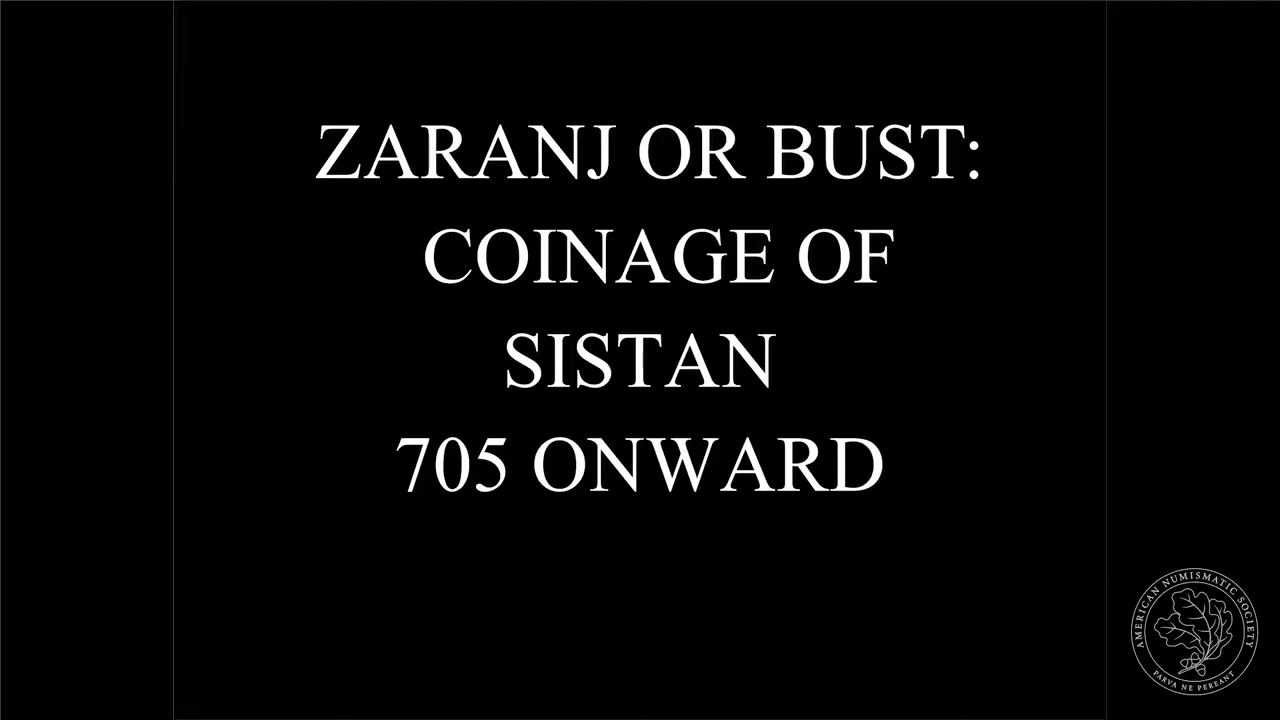 ZARANJ OR BUST:
COINAGE OF
SISTAN
705 ONWARD
AMERICAN NUMISMATIC SOCIETY
PARVA NE PEREANT